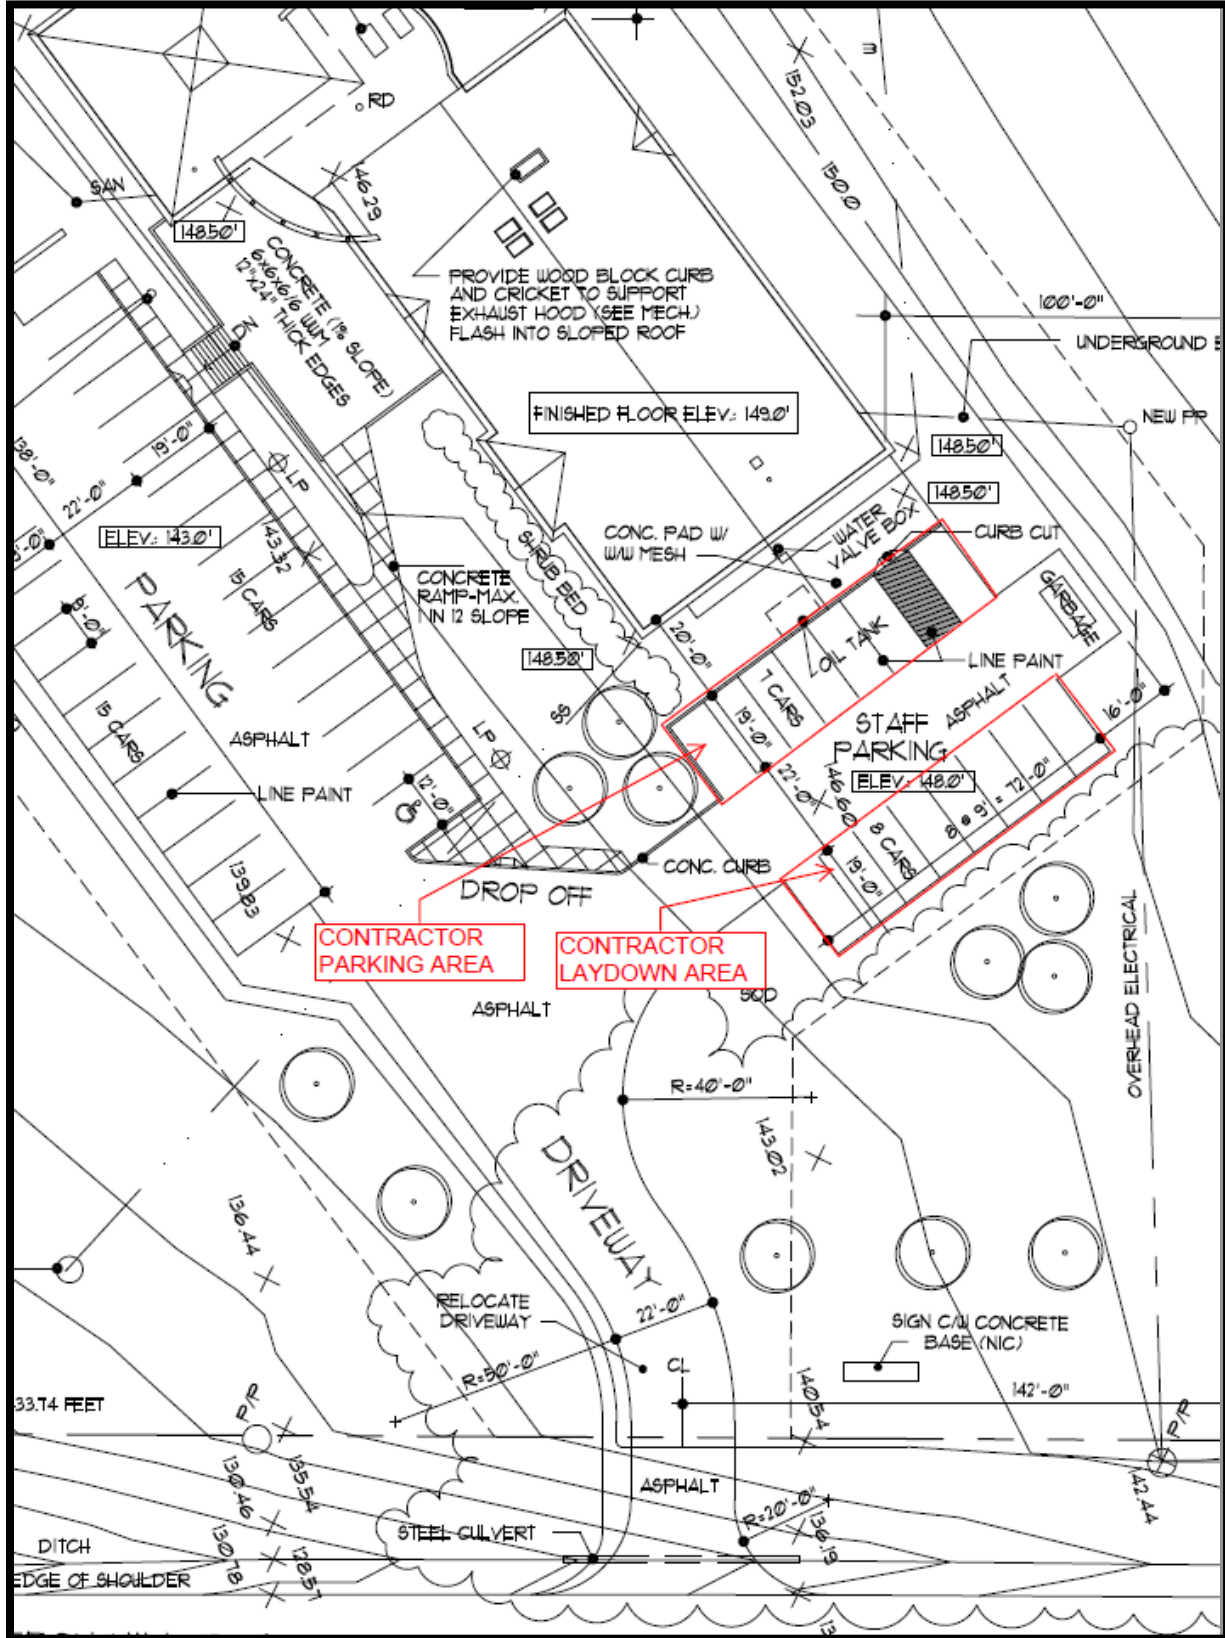 E
152.03
150.0
RD
146.29
SAN
148.50'
CONCRETE (1% SLOPE)
6x6x6/6 WWM
12"x24" THICK EDGES
DN
PROVIDE WOOD BLOCK CURB
AND CRICKET TO SUPPORT
EXHAUST HOOD (SEE MECH.)
FLASH INTO SLOPED ROOF
100'-0"
UNDERGROUND E
FINISHED FLOOR ELEV.: 149.0'
NEW PP
148.50'
148.50'
138'-0"
22'-0"
19'-0"
LP
ELEV.: 143.0'
143.32
15 CARS
PARKING
9'-0"
15 CARS
ASPHALT
LINE PAINT
139.83
CONCRETE
RAMP-MAX.
1 IN 12 SLOPE
SHRUB BED
148.50'
CONC. PAD W/
WW MESH
WATER
VALVE BOX
CURB CUT
GARBAGE
20'-0"
OIL TANK
LINE PAINT
7 CARS
19'-0"
SS
LP
12'-0"
STAFF
PARKING
ASPHALT
16'-0"
ELEV.: 148.0'
22'-0"
146.60
8 @ 9' = 72'-0"
8 CARS
19'-0"
CONC. CURB
DROP OFF
CONTRACTOR
PARKING AREA
CONTRACTOR
LAYDOWN AREA
SOD
ASPHALT
OVERHEAD ELECTRICAL
R=40'-0"
143.02
DRIVEWAY
136.44
RELOCATE
DRIVEWAY
22'-0"
SIGN C/W CONCRETE
BASE (NIC)
R=50'-0"
CL
142'-0"
140.54
33.74 FEET
P/P
P/P
135.54
130.46
142.44
ASPHALT
R=20'-0"
136.19
STEEL CULVERT
DITCH
130.78
128.57
EDGE OF SHOULDER
13